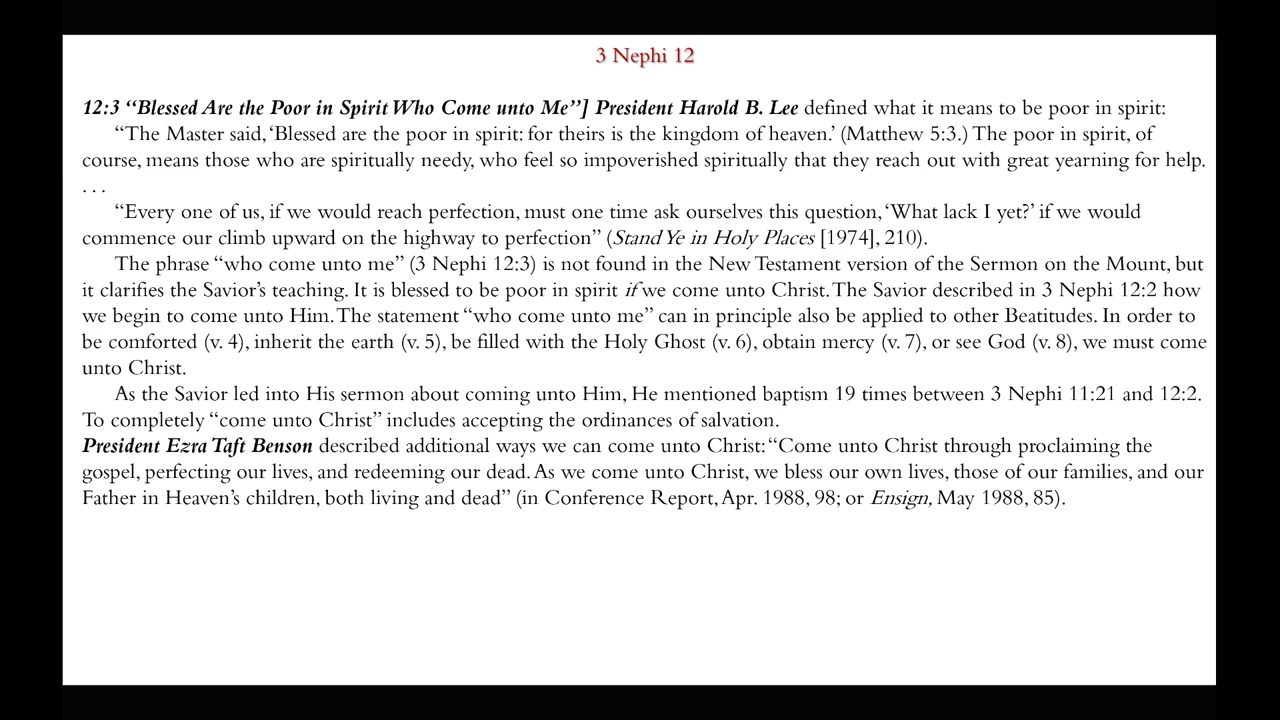 3 Nephi 12
12:3 “Blessed Are the Poor in Spirit Who Come unto Me”] President Harold B. Lee defined what it means to be poor in spirit:
“The Master said, ‘Blessed are the poor in spirit: for theirs is the kingdom of heaven.’ (Matthew 5:3.) The poor in spirit, of
course, means those who are spiritually needy, who feel so impoverished spiritually that they reach out with great yearning for help.
. . .
“Every one of us, if we would reach perfection, must one time ask ourselves this question, ‘What lack I yet?’ if we would
commence our climb upward on the highway to perfection” (Stand Ye in Holy Places [1974], 210).
The phrase “who come unto me” (3 Nephi 12:3) is not found in the New Testament version of the Sermon on the Mount, but
it clarifies the Savior’s teaching. It is blessed to be poor in spirit if we come unto Christ. The Savior described in 3 Nephi 12:2 how
we begin to come unto Him. The statement “who come unto me” can in principle also be applied to other Beatitudes. In order to
be comforted (v. 4), inherit the earth (v. 5), be filled with the Holy Ghost (v. 6), obtain mercy (v. 7), or see God (v. 8), we must come
unto Christ.
As the Savior led into His sermon about coming unto Him, He mentioned baptism 19 times between 3 Nephi 11:21 and 12:2.
To completely “come unto Christ” includes accepting the ordinances of salvation.
President Ezra Taft Benson described additional ways we can come unto Christ: “Come unto Christ through proclaiming the
gospel, perfecting our lives, and redeeming our dead. As we come unto Christ, we bless our own lives, those of our families, and our
Father in Heaven’s children, both living and dead” (in Conference Report, Apr. 1988, 98; or Ensign, May 1988, 85).